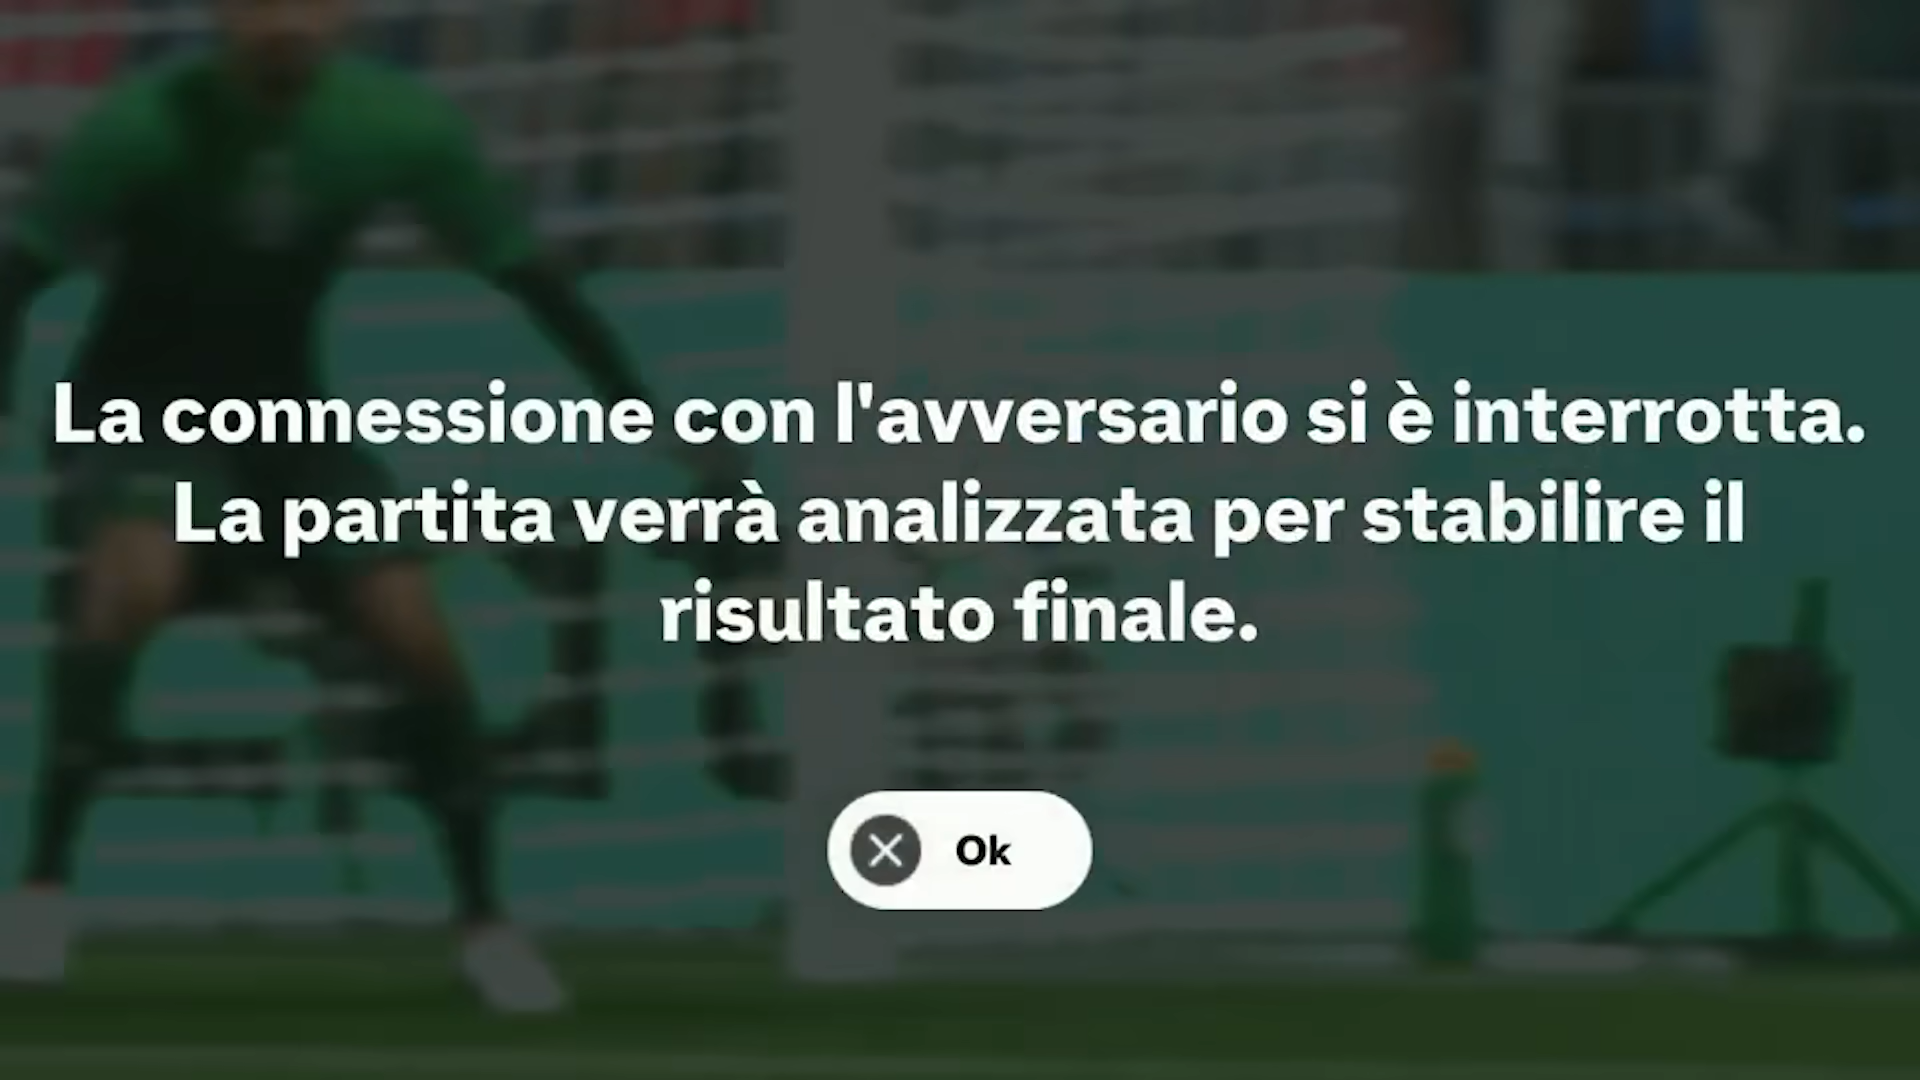 La connessione con l'avversario si è interrotta.
La partita verrà analizzata per stabilire il
risultato finale.
Ok